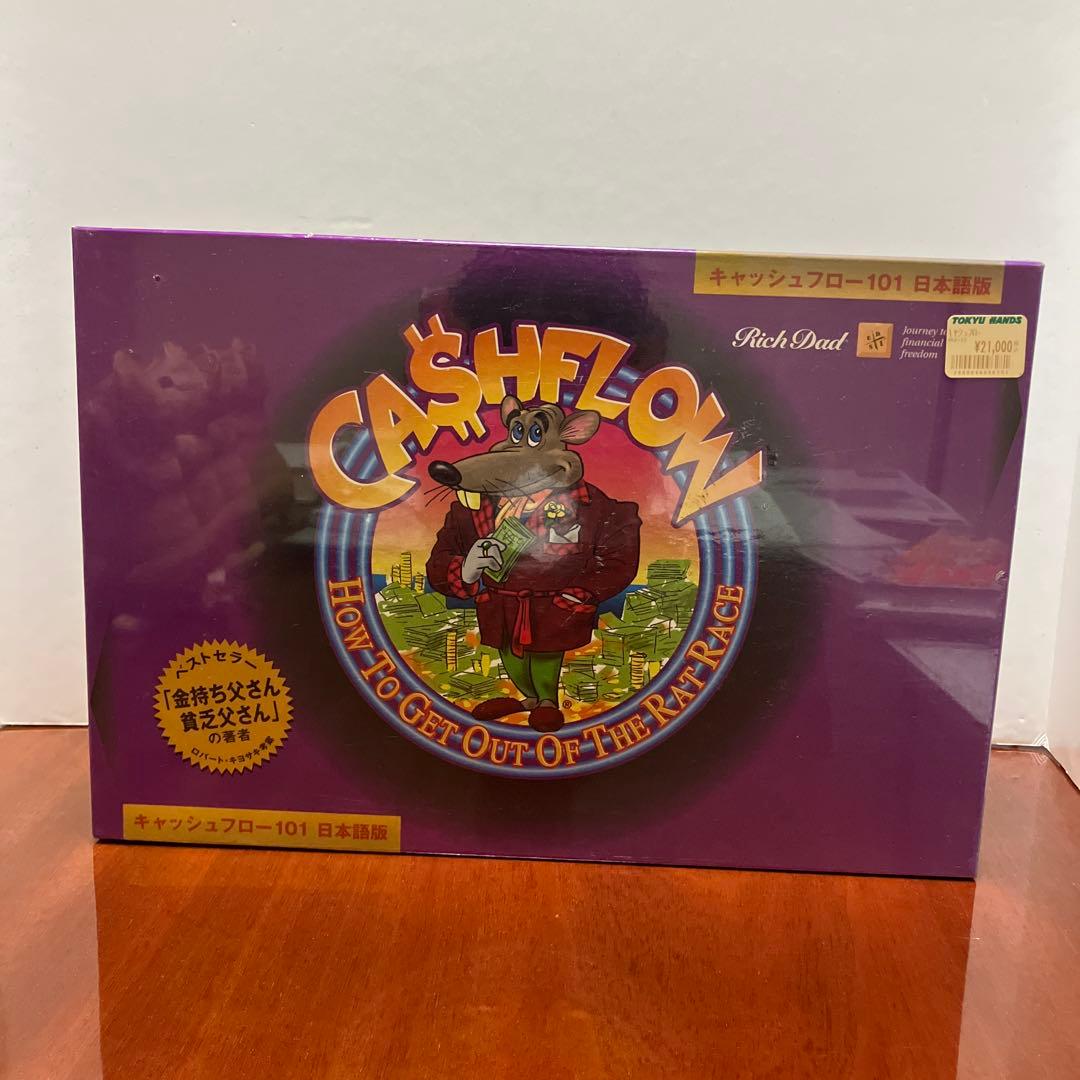 キャッシュフロー101 日本語版
Rich Dad
Journey to
financial
freedom
TOKYU HANDS
¥21,000
CA$HFLOW
HOW TO GET OUT OF THE RAT RACE
®
ベストセラー
「金持ち父さん
貧乏父さん」
の著者
ロバート・キヨサキ考案
キャッシュフロー101 日本語版